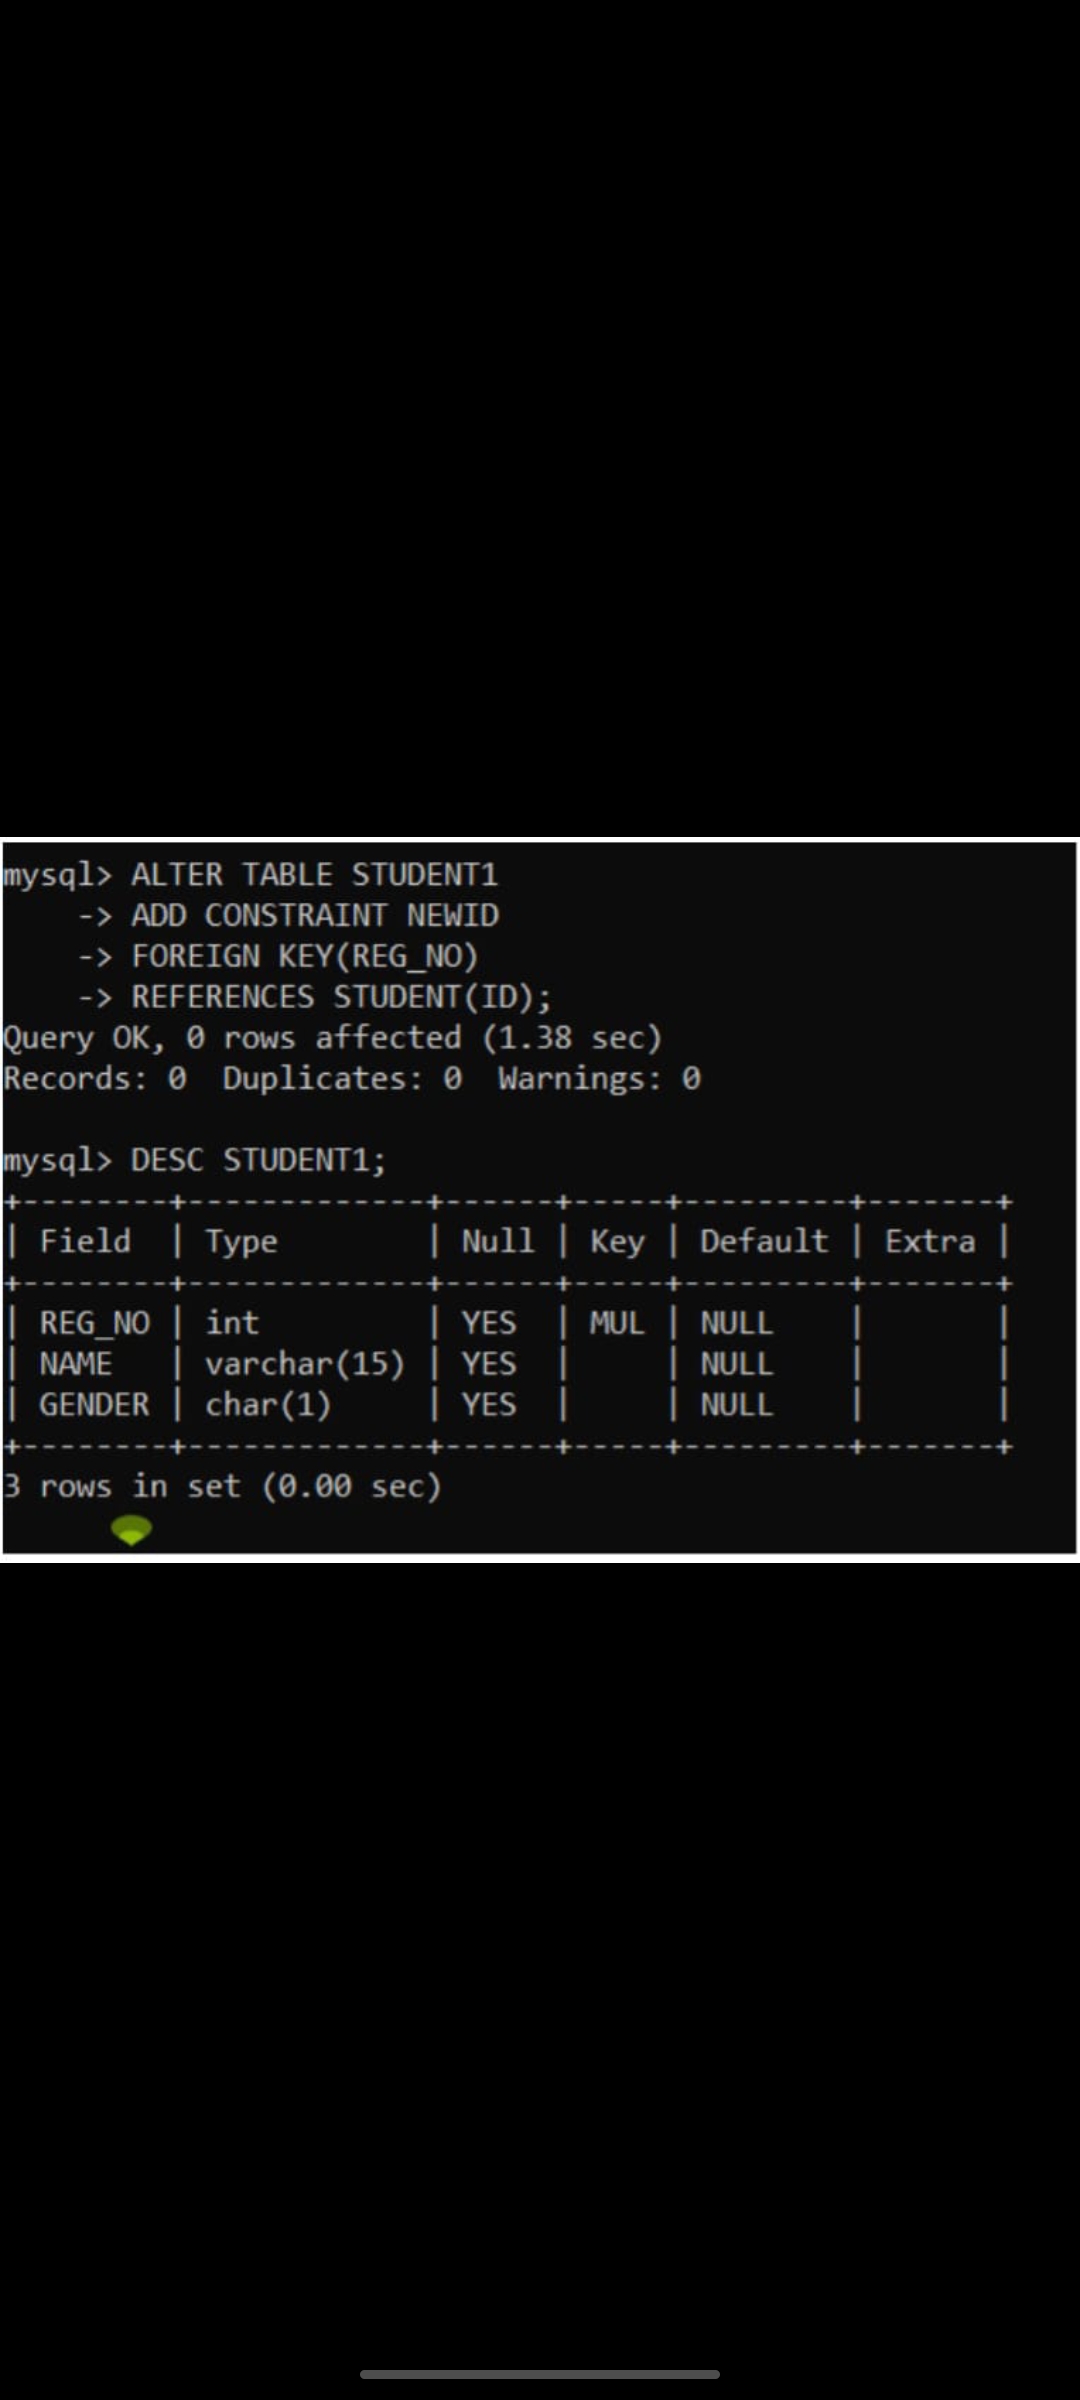 mysql> ALTER TABLE STUDENT1
    -> ADD CONSTRAINT NEWID
    -> FOREIGN KEY(REG_NO)
    -> REFERENCES STUDENT(ID);
Query OK, 0 rows affected (1.38 sec)
Records: 0  Duplicates: 0  Warnings: 0

mysql> DESC STUDENT1;
+--------+-------------+------+-----+---------+-------+
| Field  | Type        | Null | Key | Default | Extra |
+--------+-------------+------+-----+---------+-------+
| REG_NO | int         | YES  | MUL | NULL    |       |
| NAME   | varchar(15) | YES  |     | NULL    |       |
| GENDER | char(1)     | YES  |     | NULL    |       |
+--------+-------------+------+-----+---------+-------+
3 rows in set (0.00 sec)